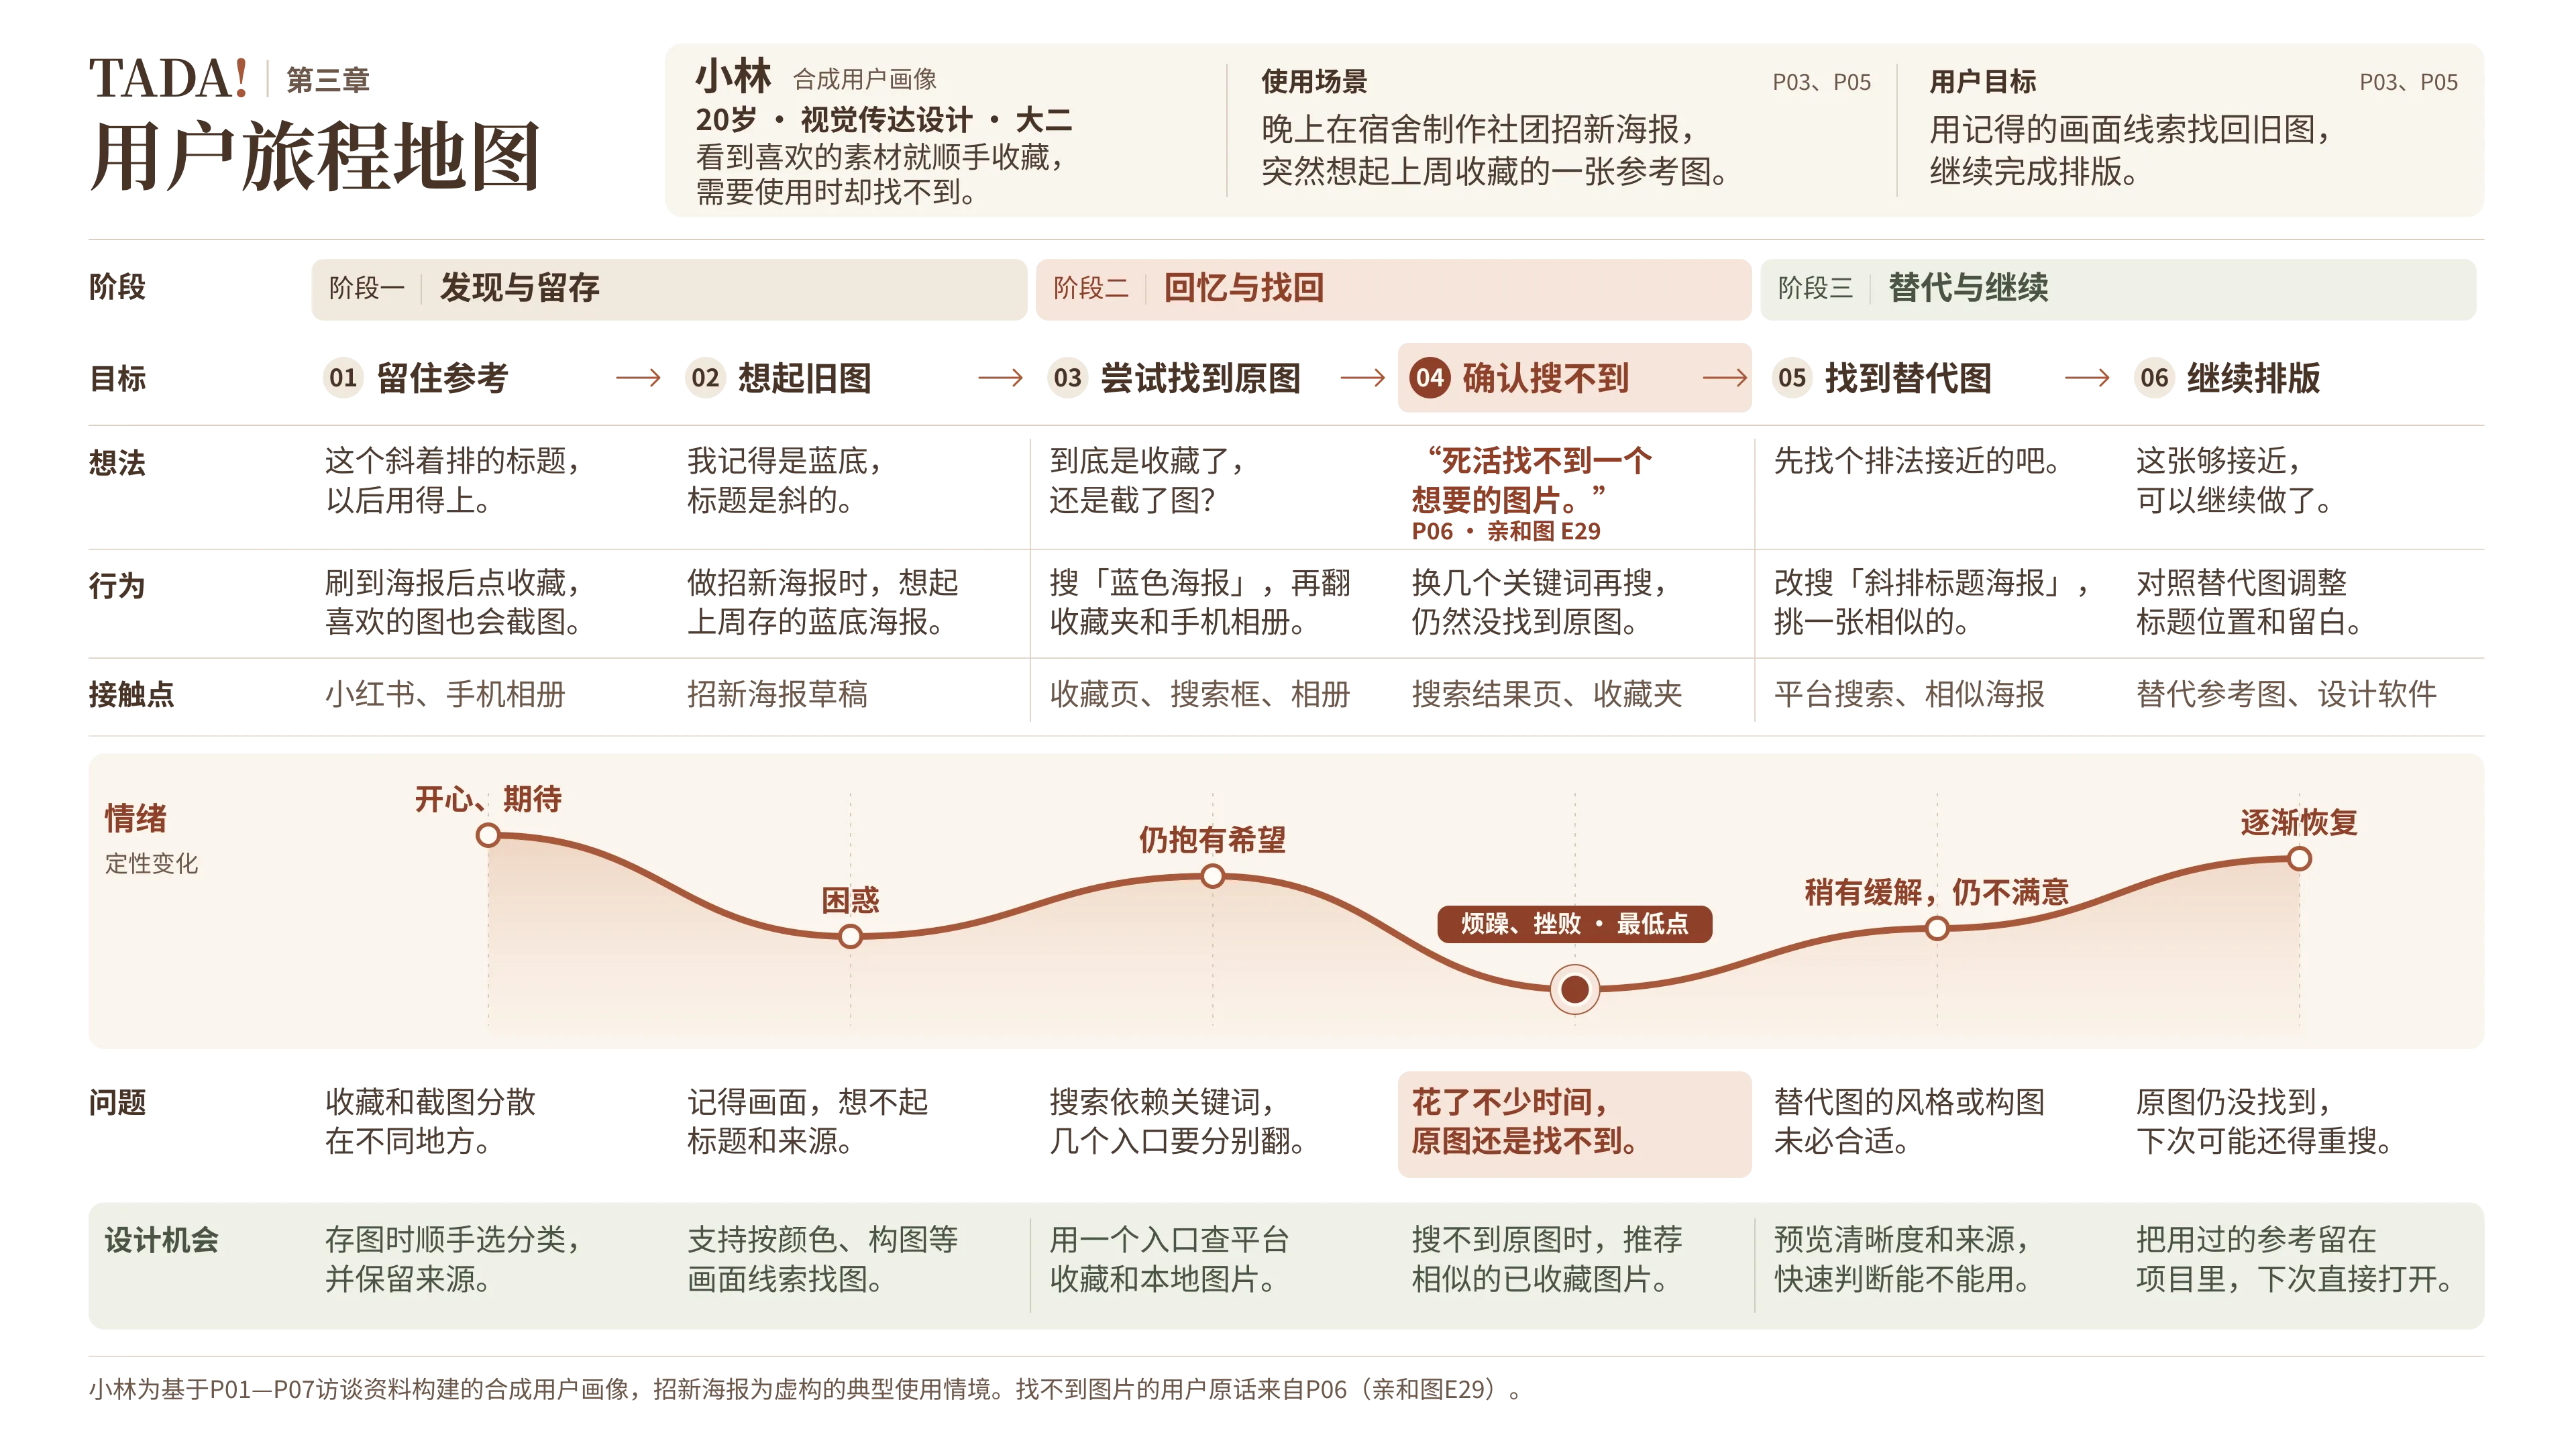 TADA! 第三章
用户旅程地图
小林 合成用户画像
20岁 · 视觉传达设计 · 大二
看到喜欢的素材就顺手收藏，
需要使用时却找不到。
使用场景 P03、P05
晚上在宿舍制作社团招新海报，
突然想起上周收藏的一张参考图。
用户目标 P03、P05
用记得的画面线索找回旧图，
继续完成排版。
阶段
阶段一 发现与留存
阶段二 回忆与找回
阶段三 替代与继续
目标
01 留住参考
→
02 想起旧图
→
03 尝试找到原图
→
04 确认搜不到
→
05 找到替代图
→
06 继续排版
想法
这个斜着排的标题，
以后用得上。
我记得是蓝底，
标题是斜的。
到底是收藏了，
还是截了图？
“死活找不到一个
想要的图片。”
P06 · 亲和图 E29
先找个排法接近的吧。
这张够接近，
可以继续做了。
行为
刷到海报后点收藏，
喜欢的图也会截图。
做招新海报时，想起
上周存的蓝底海报。
搜「蓝色海报」，再翻
收藏夹和手机相册。
换几个关键词再搜，
仍然没找到原图。
改搜「斜排标题海报」，
挑一张相似的。
对照替代图调整
标题位置和留白。
接触点
小红书、手机相册
招新海报草稿
收藏页、搜索框、相册
搜索结果页、收藏夹
平台搜索、相似海报
替代参考图、设计软件
情绪
定性变化
开心、期待
困惑
仍抱有希望
烦躁、挫败 · 最低点
稍有缓解，仍不满意
逐渐恢复
问题
收藏和截图分散
在不同地方。
记得画面，想不起
标题和来源。
搜索依赖关键词，
几个入口要分别翻。
花了不少时间，
原图还是找不到。
替代图的风格或构图
未必合适。
原图仍没找到，
下次可能还得重搜。
设计机会
存图时顺手选分类，
并保留来源。
支持按颜色、构图等
画面线索找图。
用一个入口查平台
收藏和本地图片。
搜不到原图时，推荐
相似的已收藏图片。
预览清晰度和来源，
快速判断能不能用。
把用过的参考留在
项目里，下次直接打开。
小林为基于P01—P07访谈资料构建的合成用户画像，招新海报为虚构的典型使用情境。找不到图片的用户原话来自P06（亲和图E29）。